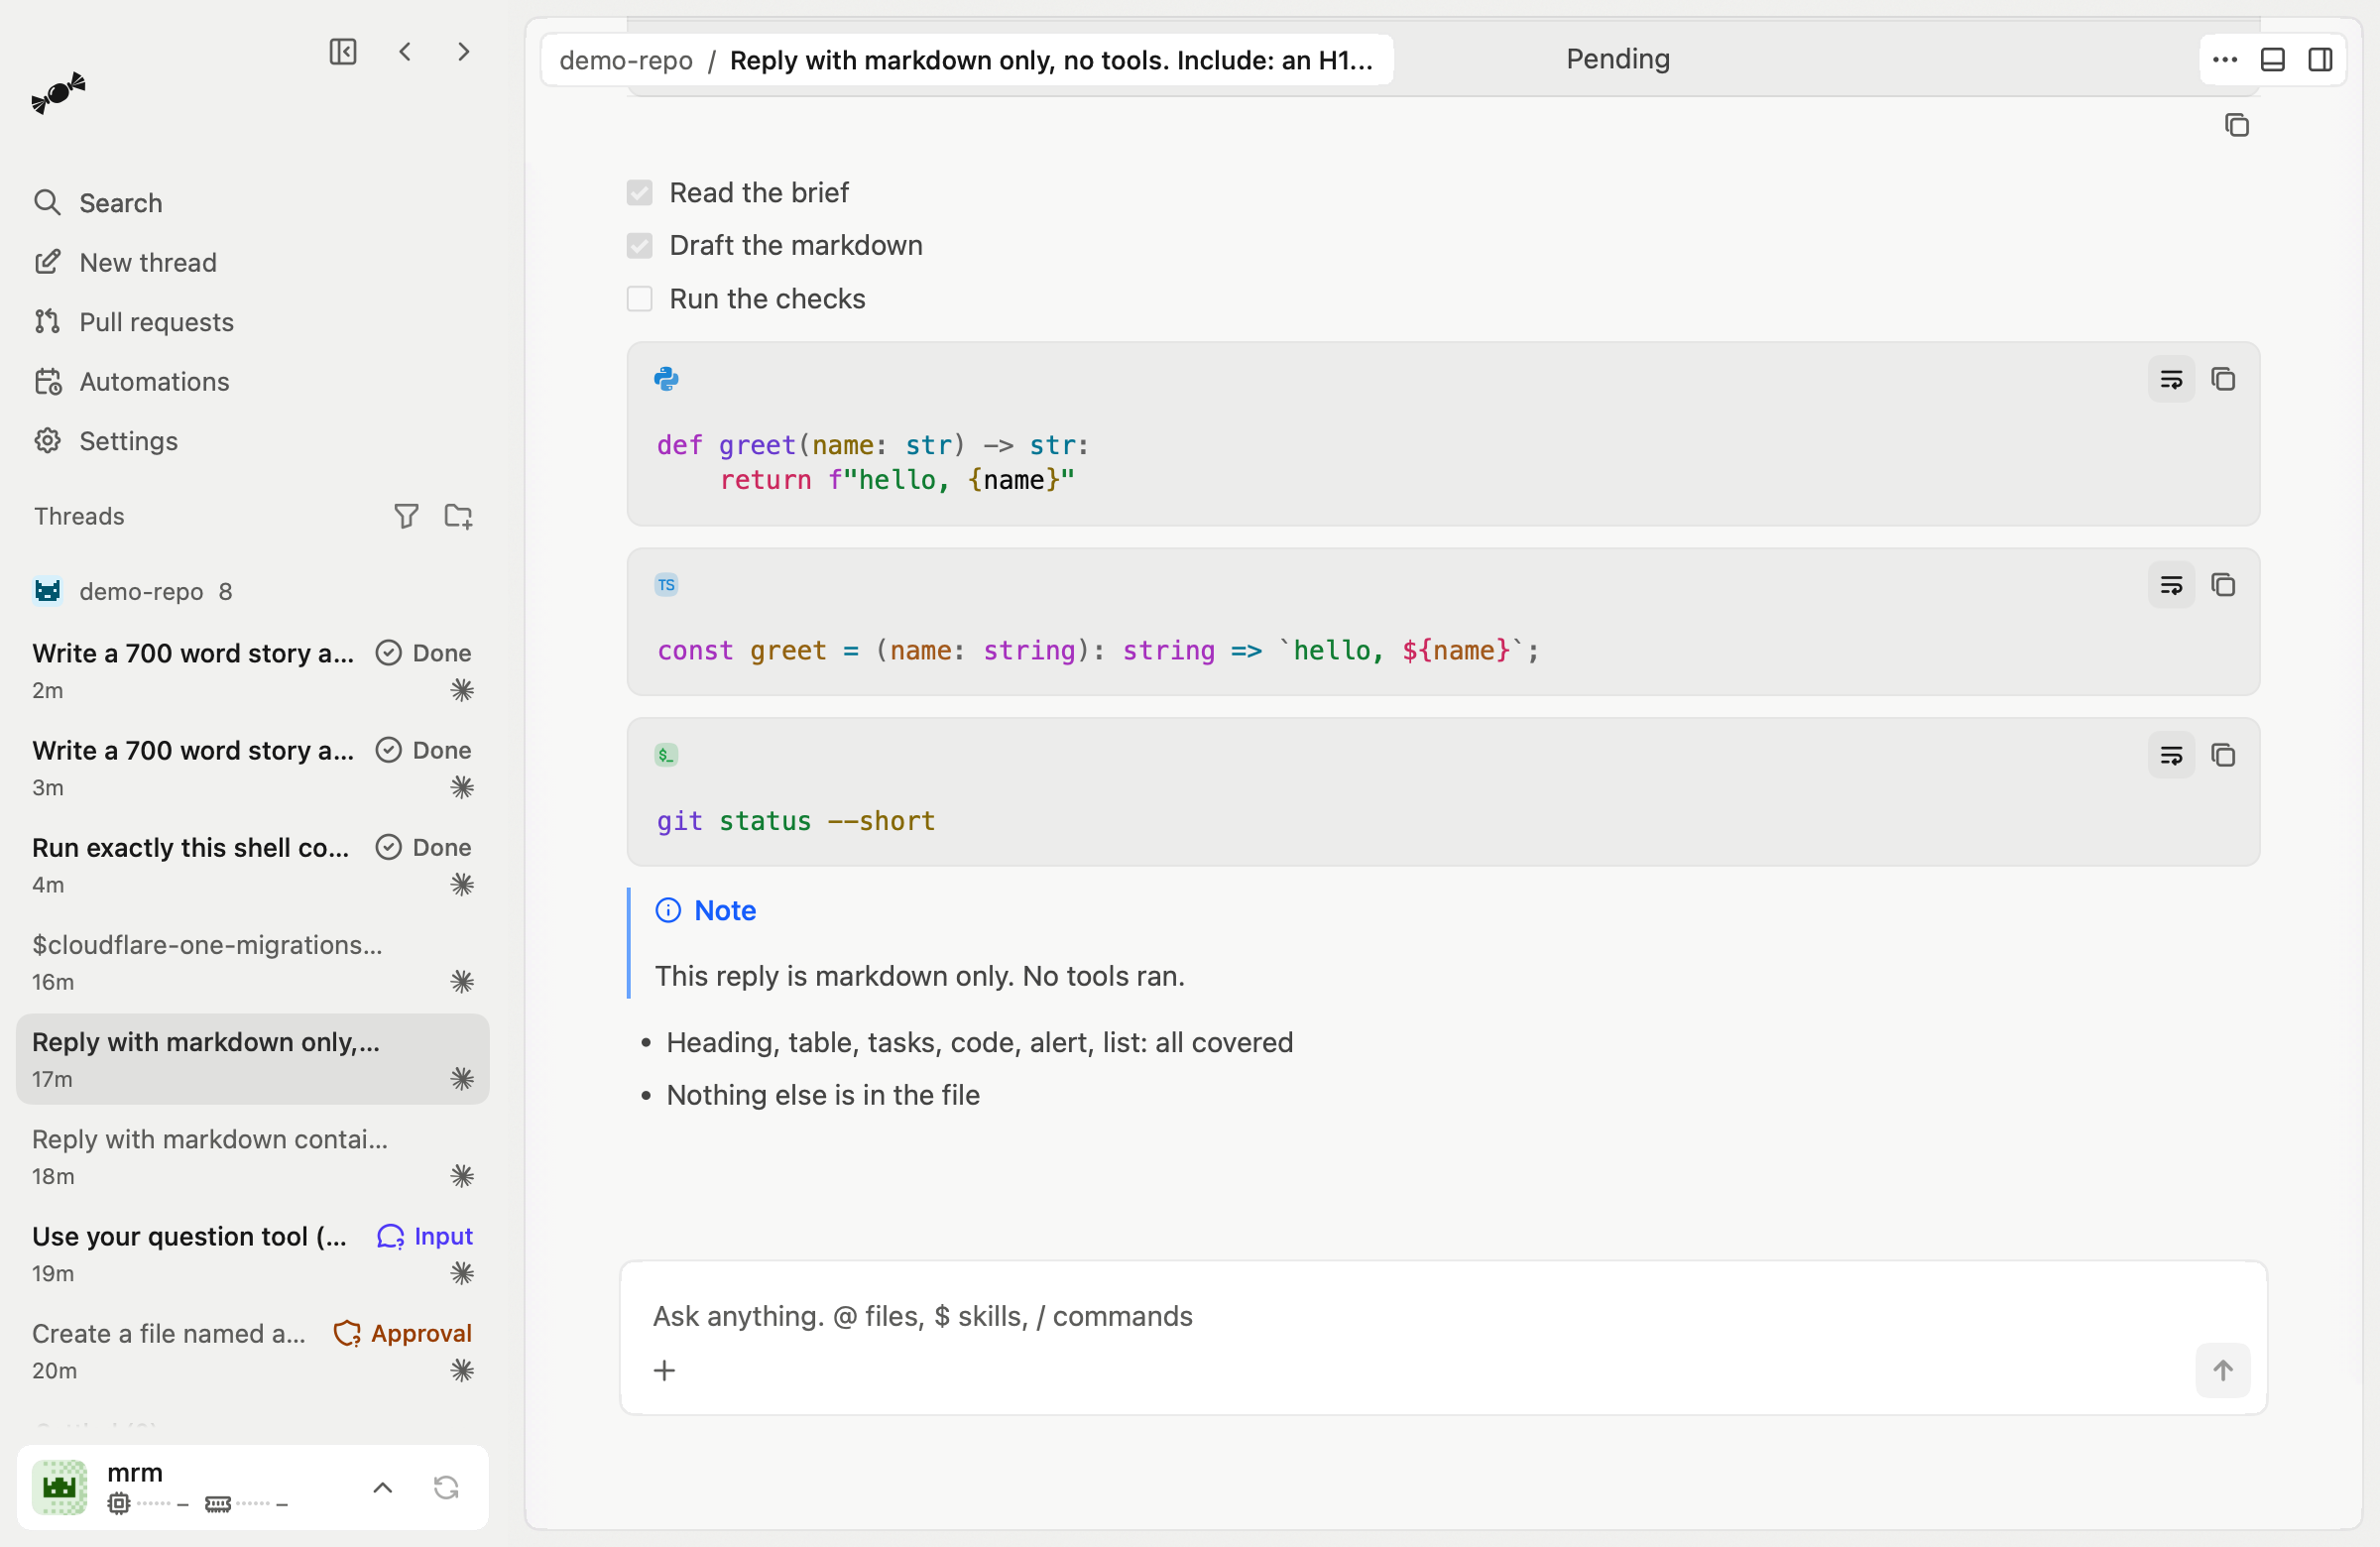 Search
New thread
Pull requests
Automations
Settings
Threads
demo-repo 8
Write a 700 word story a... Done
2m
Write a 700 word story a... Done
3m
Run exactly this shell co... Done
4m
$cloudflare-one-migrations...
16m
Reply with markdown only,...
17m
Reply with markdown contai...
18m
Use your question tool (... Input
19m
Create a file named a... Approval
20m
mrm
demo-repo / Reply with markdown only, no tools. Include: an H1...
Pending
Read the brief
Draft the markdown
Run the checks
def greet(name: str) -> str:
    return f"hello, {name}"
TS
const greet = (name: string): string => `hello, ${name}`;
$_
git status --short
Note
This reply is markdown only. No tools ran.
• Heading, table, tasks, code, alert, list: all covered
• Nothing else is in the file
Ask anything. @ files, $ skills, / commands